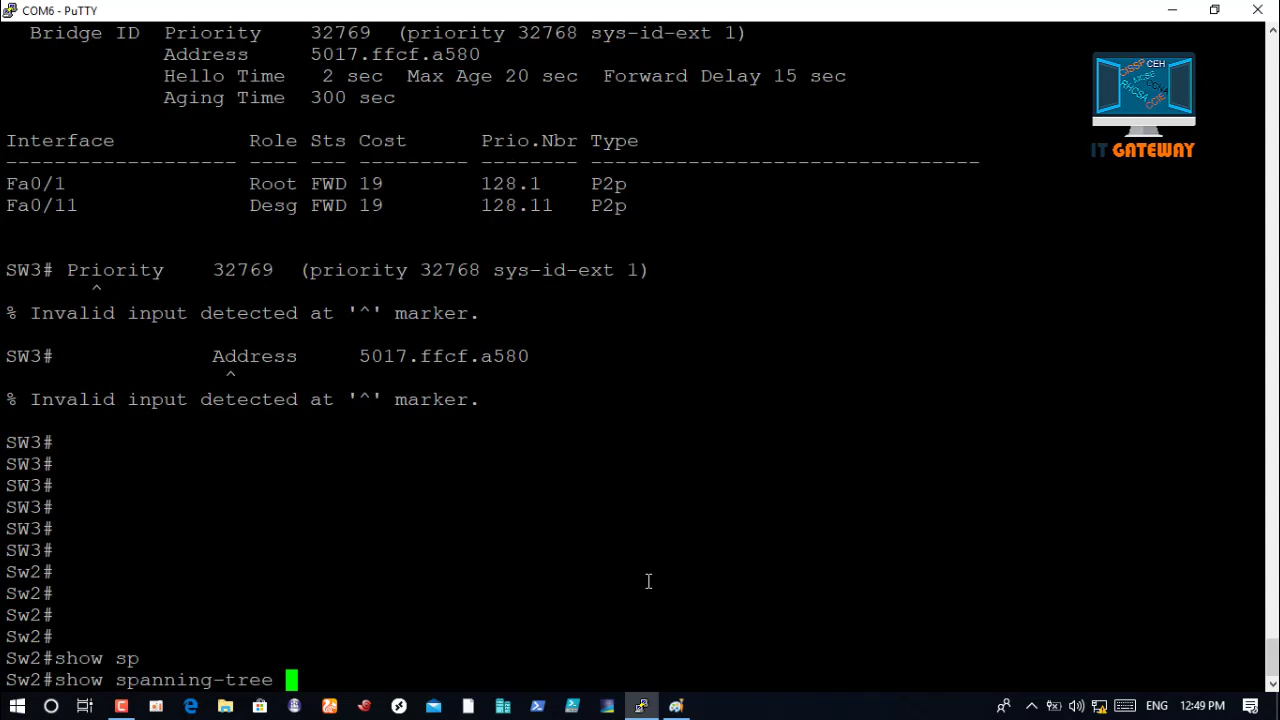 COM6 - PuTTY
Bridge ID  Priority    32769  (priority 32768 sys-id-ext 1)
Address     5017.ffcf.a580
Hello Time   2 sec  Max Age 20 sec  Forward Delay 15 sec
Aging Time  300 sec
Interface           Role Sts Cost      Prio.Nbr Type
------------------- ---- --- --------- -------- --------------------------------
Fa0/1               Root FWD 19        128.1    P2p
Fa0/11              Desg FWD 19        128.11   P2p
SW3# Priority    32769  (priority 32768 sys-id-ext 1)
^
% Invalid input detected at '^' marker.
SW3#             Address     5017.ffcf.a580
^
% Invalid input detected at '^' marker.
SW3#
SW3#
SW3#
SW3#
SW3#
SW3#
Sw2#
Sw2#
Sw2#
Sw2#
Sw2#show sp
Sw2#show spanning-tree
CISSP CEH
MCSE
CCNA
RHCSA
CCIE
IT GATEWAY
ENG
12:49 PM